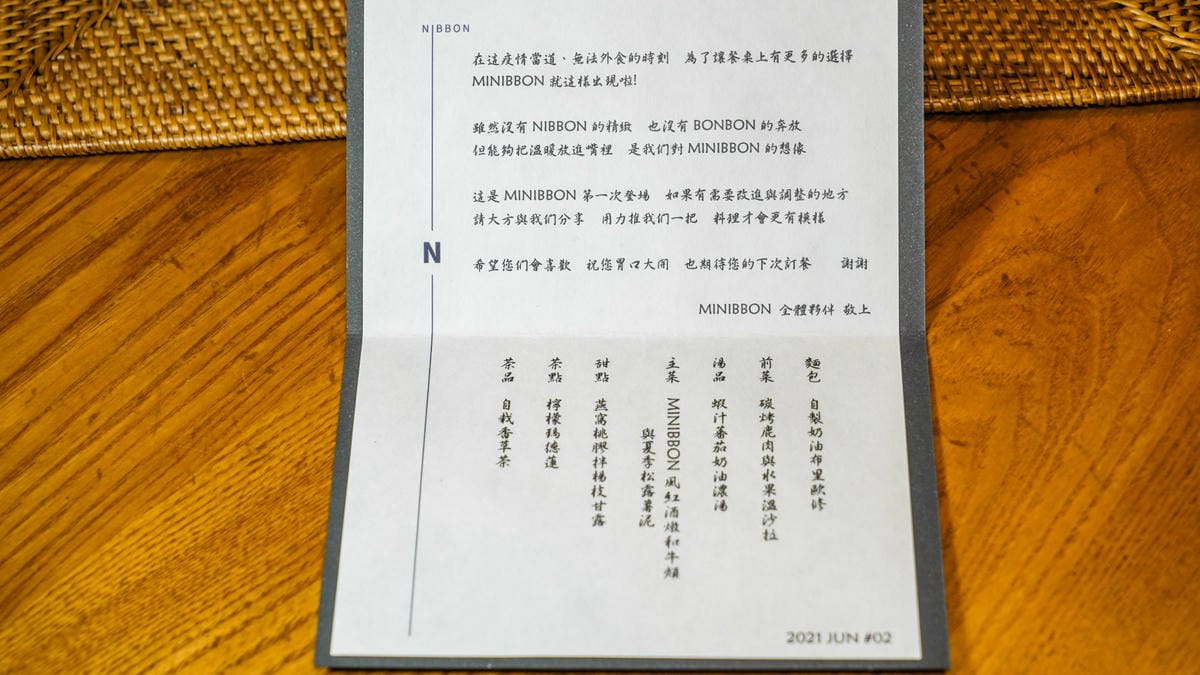 NIBBON
在這疫情當道、無法外食的時刻　為了讓餐桌上有更多的選擇
MINIBBON 就這樣出現啦!
雖然沒有 NIBBON 的精緻　也沒有 BONBON 的奔放
但能夠把溫暖放進嘴裡　是我們對 MINIBBON 的想像
這是 MINIBBON 第一次登場　如果有需要改進與調整的地方
請大方與我們分享　用力推我們一把　料理才會更有模樣
N
希望您們會喜歡　祝您胃口大開　也期待您的下次訂餐　　謝謝
MINIBBON 全體夥伴 敬上
麵包　自製奶油布里歐修
前菜　碳烤鹿肉與水果溫沙拉
湯品　蝦汁蕃茄奶油濃湯
主菜　MINIBBON 風紅酒燉和牛頰
與夏季松露薯泥
甜點　燕窩桃膠拌楊枝甘露
茶點　檸檬瑪德蓮
茶品　自栽香草茶
2021 JUN #02